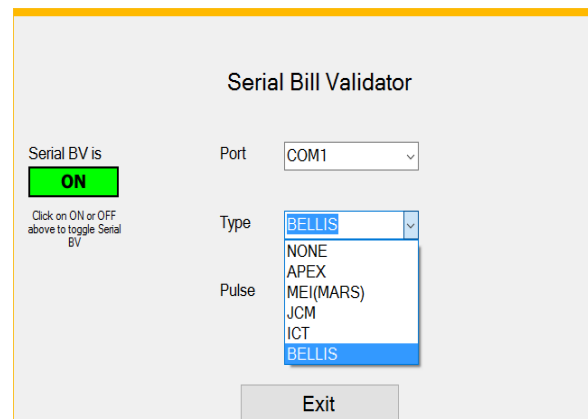 Serial Bill Validator
Serial BV is
ON
Click on ON or OFF
above to toggle Serial
BV
Port
COM1
Type
BELLIS
NONE
APEX
MEI(MARS)
JCM
ICT
BELLIS
Pulse
Exit